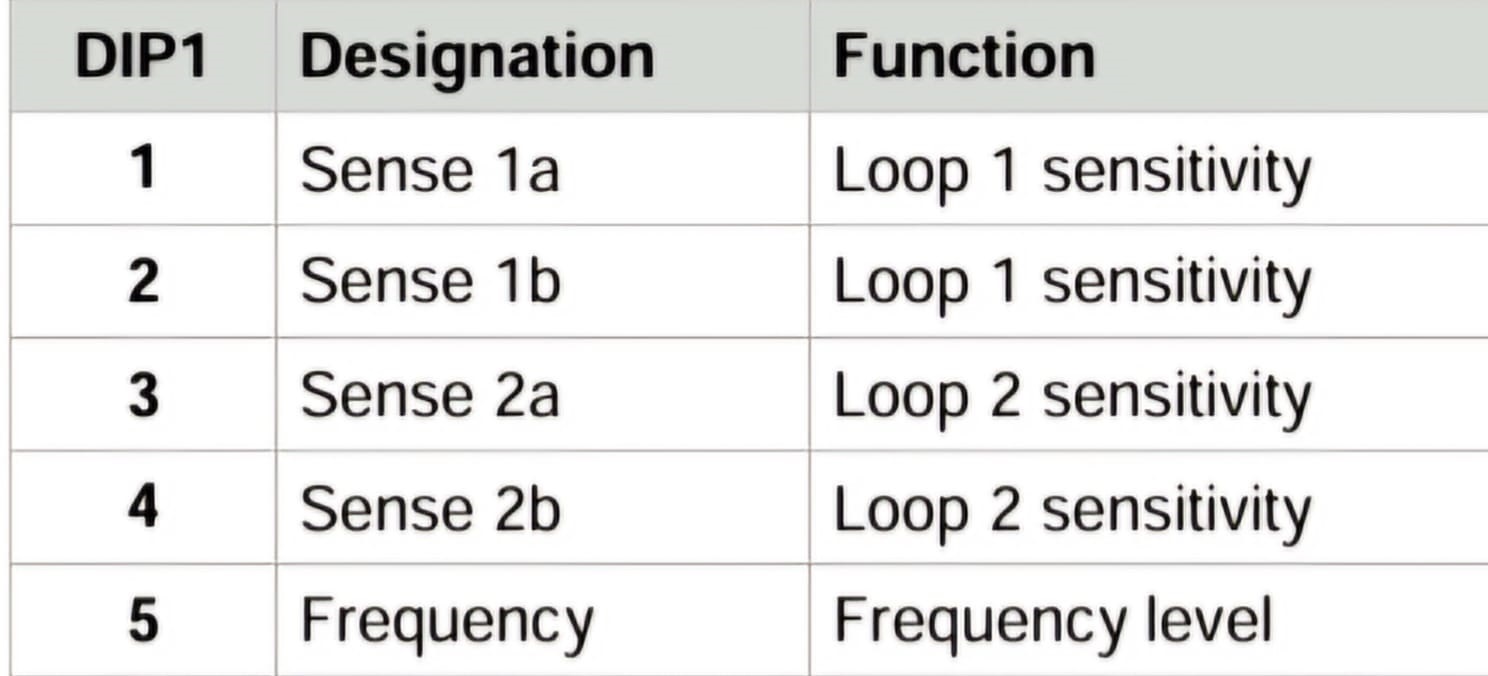 DIP1 Designation Function
1 Sense 1a Loop 1 sensitivity
2 Sense 1b Loop 1 sensitivity
3 Sense 2a Loop 2 sensitivity
4 Sense 2b Loop 2 sensitivity
5 Frequency Frequency level